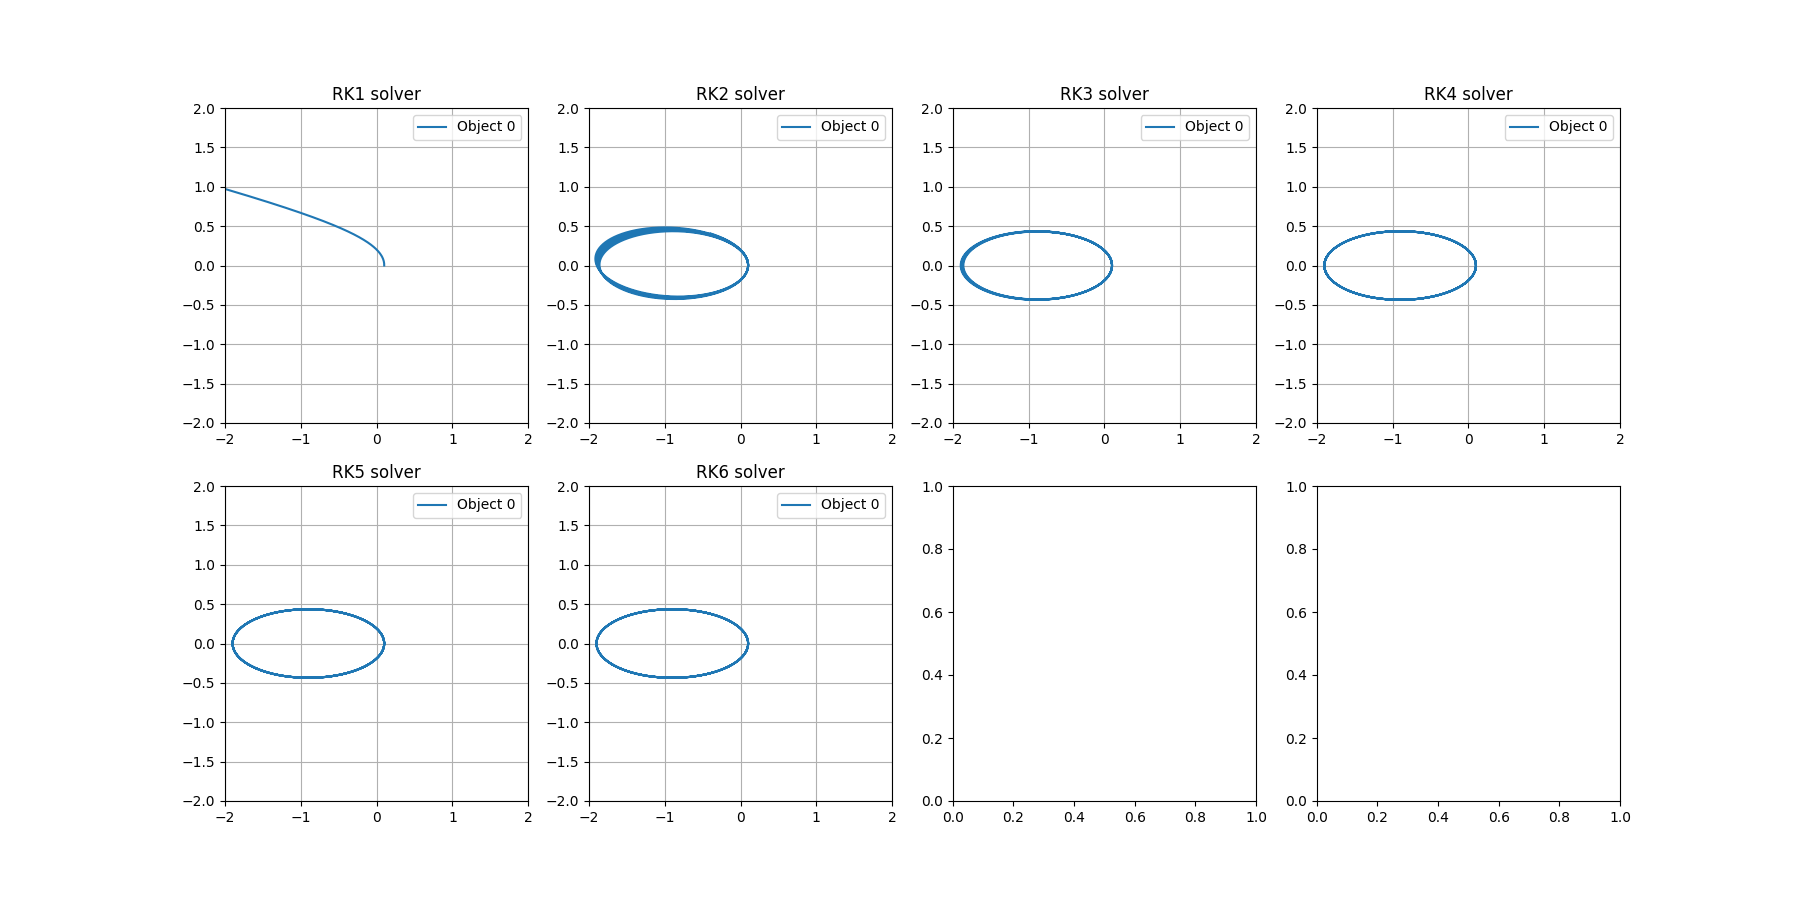 RK1 solver RK2 solver RK3 solver RK4 solver
2.0 2.0 2.0 2.0
Object 0 Object 0 Object 0 Object 0
1.5 1.5 1.5 1.5
1.0 1.0 1.0 1.0
0.5 0.5 0.5 0.5
0.0 0.0 0.0 0.0
−0.5 −0.5 −0.5 −0.5
−1.0 −1.0 −1.0 −1.0
−1.5 −1.5 −1.5 −1.5
−2.0 −2.0 −2.0 −2.0
−2 −1 0 1 2 −2 −1 0 1 2 −2 −1 0 1 2 −2 −1 0 1 2
RK5 solver RK6 solver
2.0 2.0 1.0 1.0
Object 0 Object 0
1.5 1.5
0.8 0.8
1.0 1.0
0.5 0.5 0.6 0.6
0.0 0.0
−0.5 −0.5 0.4 0.4
−1.0 −1.0
0.2 0.2
−1.5 −1.5
−2.0 −2.0 0.0 0.0
−2 −1 0 1 2 −2 −1 0 1 2 0.0 0.2 0.4 0.6 0.8 1.0 0.0 0.2 0.4 0.6 0.8 1.0